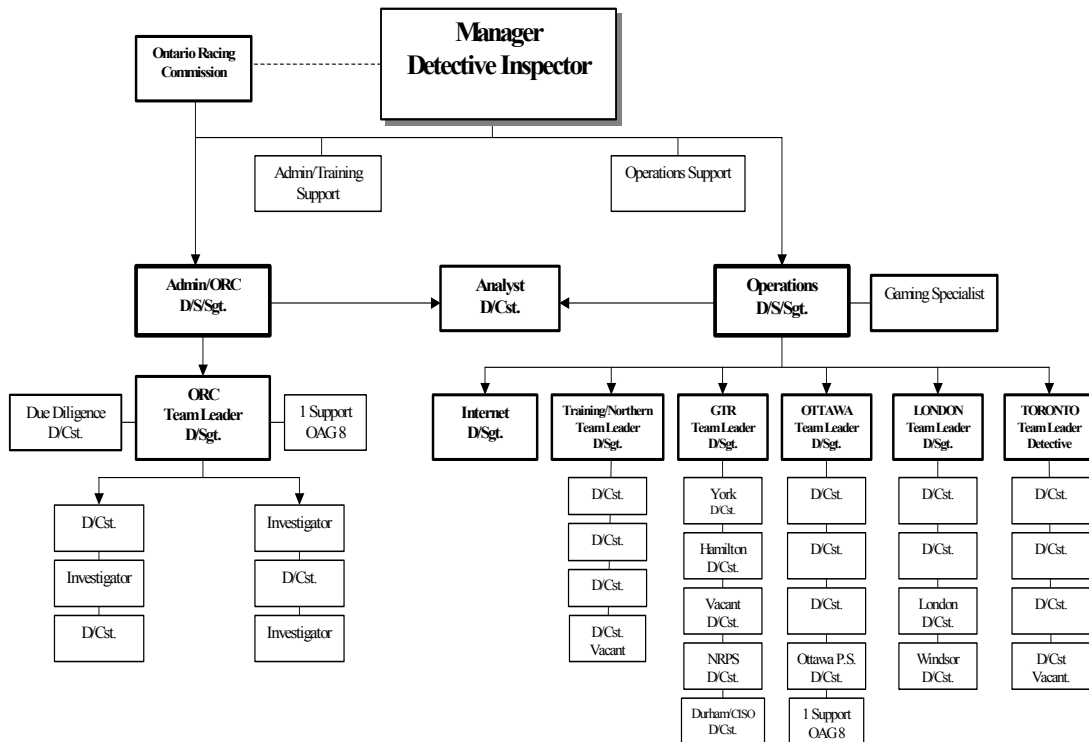 Manager
Detective Inspector
Ontario Racing
Commission
Admin/Training
Support
Operations Support
Admin/ORC
D/S/Sgt.
Analyst
D/Cst.
Operations
D/S/Sgt.
Gaming Specialist
Due Diligence
D/Cst.
ORC
Team Leader
D/Sgt.
1 Support
OAG 8
Internet
D/Sgt.
Training/Northern
Team Leader
D/Sgt.
GTR
Team Leader
D/Sgt.
OTTAWA
Team Leader
D/Sgt.
LONDON
Team Leader
D/Sgt.
TORONTO
Team Leader
Detective
D/Cst.
Investigator
D/Cst.
Investigator
D/Cst.
Investigator
D/Cst.
D/Cst.
D/Cst.
D/Cst.
Vacant
York
D/Cst.
Hamilton
D/Cst.
Vacant
D/Cst.
NRPS
D/Cst.
Durham/CISO
D/Cst.
D/Cst.
D/Cst.
D/Cst.
Ottawa P.S.
D/Cst.
1 Support
OAG 8
D/Cst.
D/Cst.
London
D/Cst.
Windsor
D/Cst.
D/Cst.
D/Cst.
D/Cst.
D/Cst
Vacant.